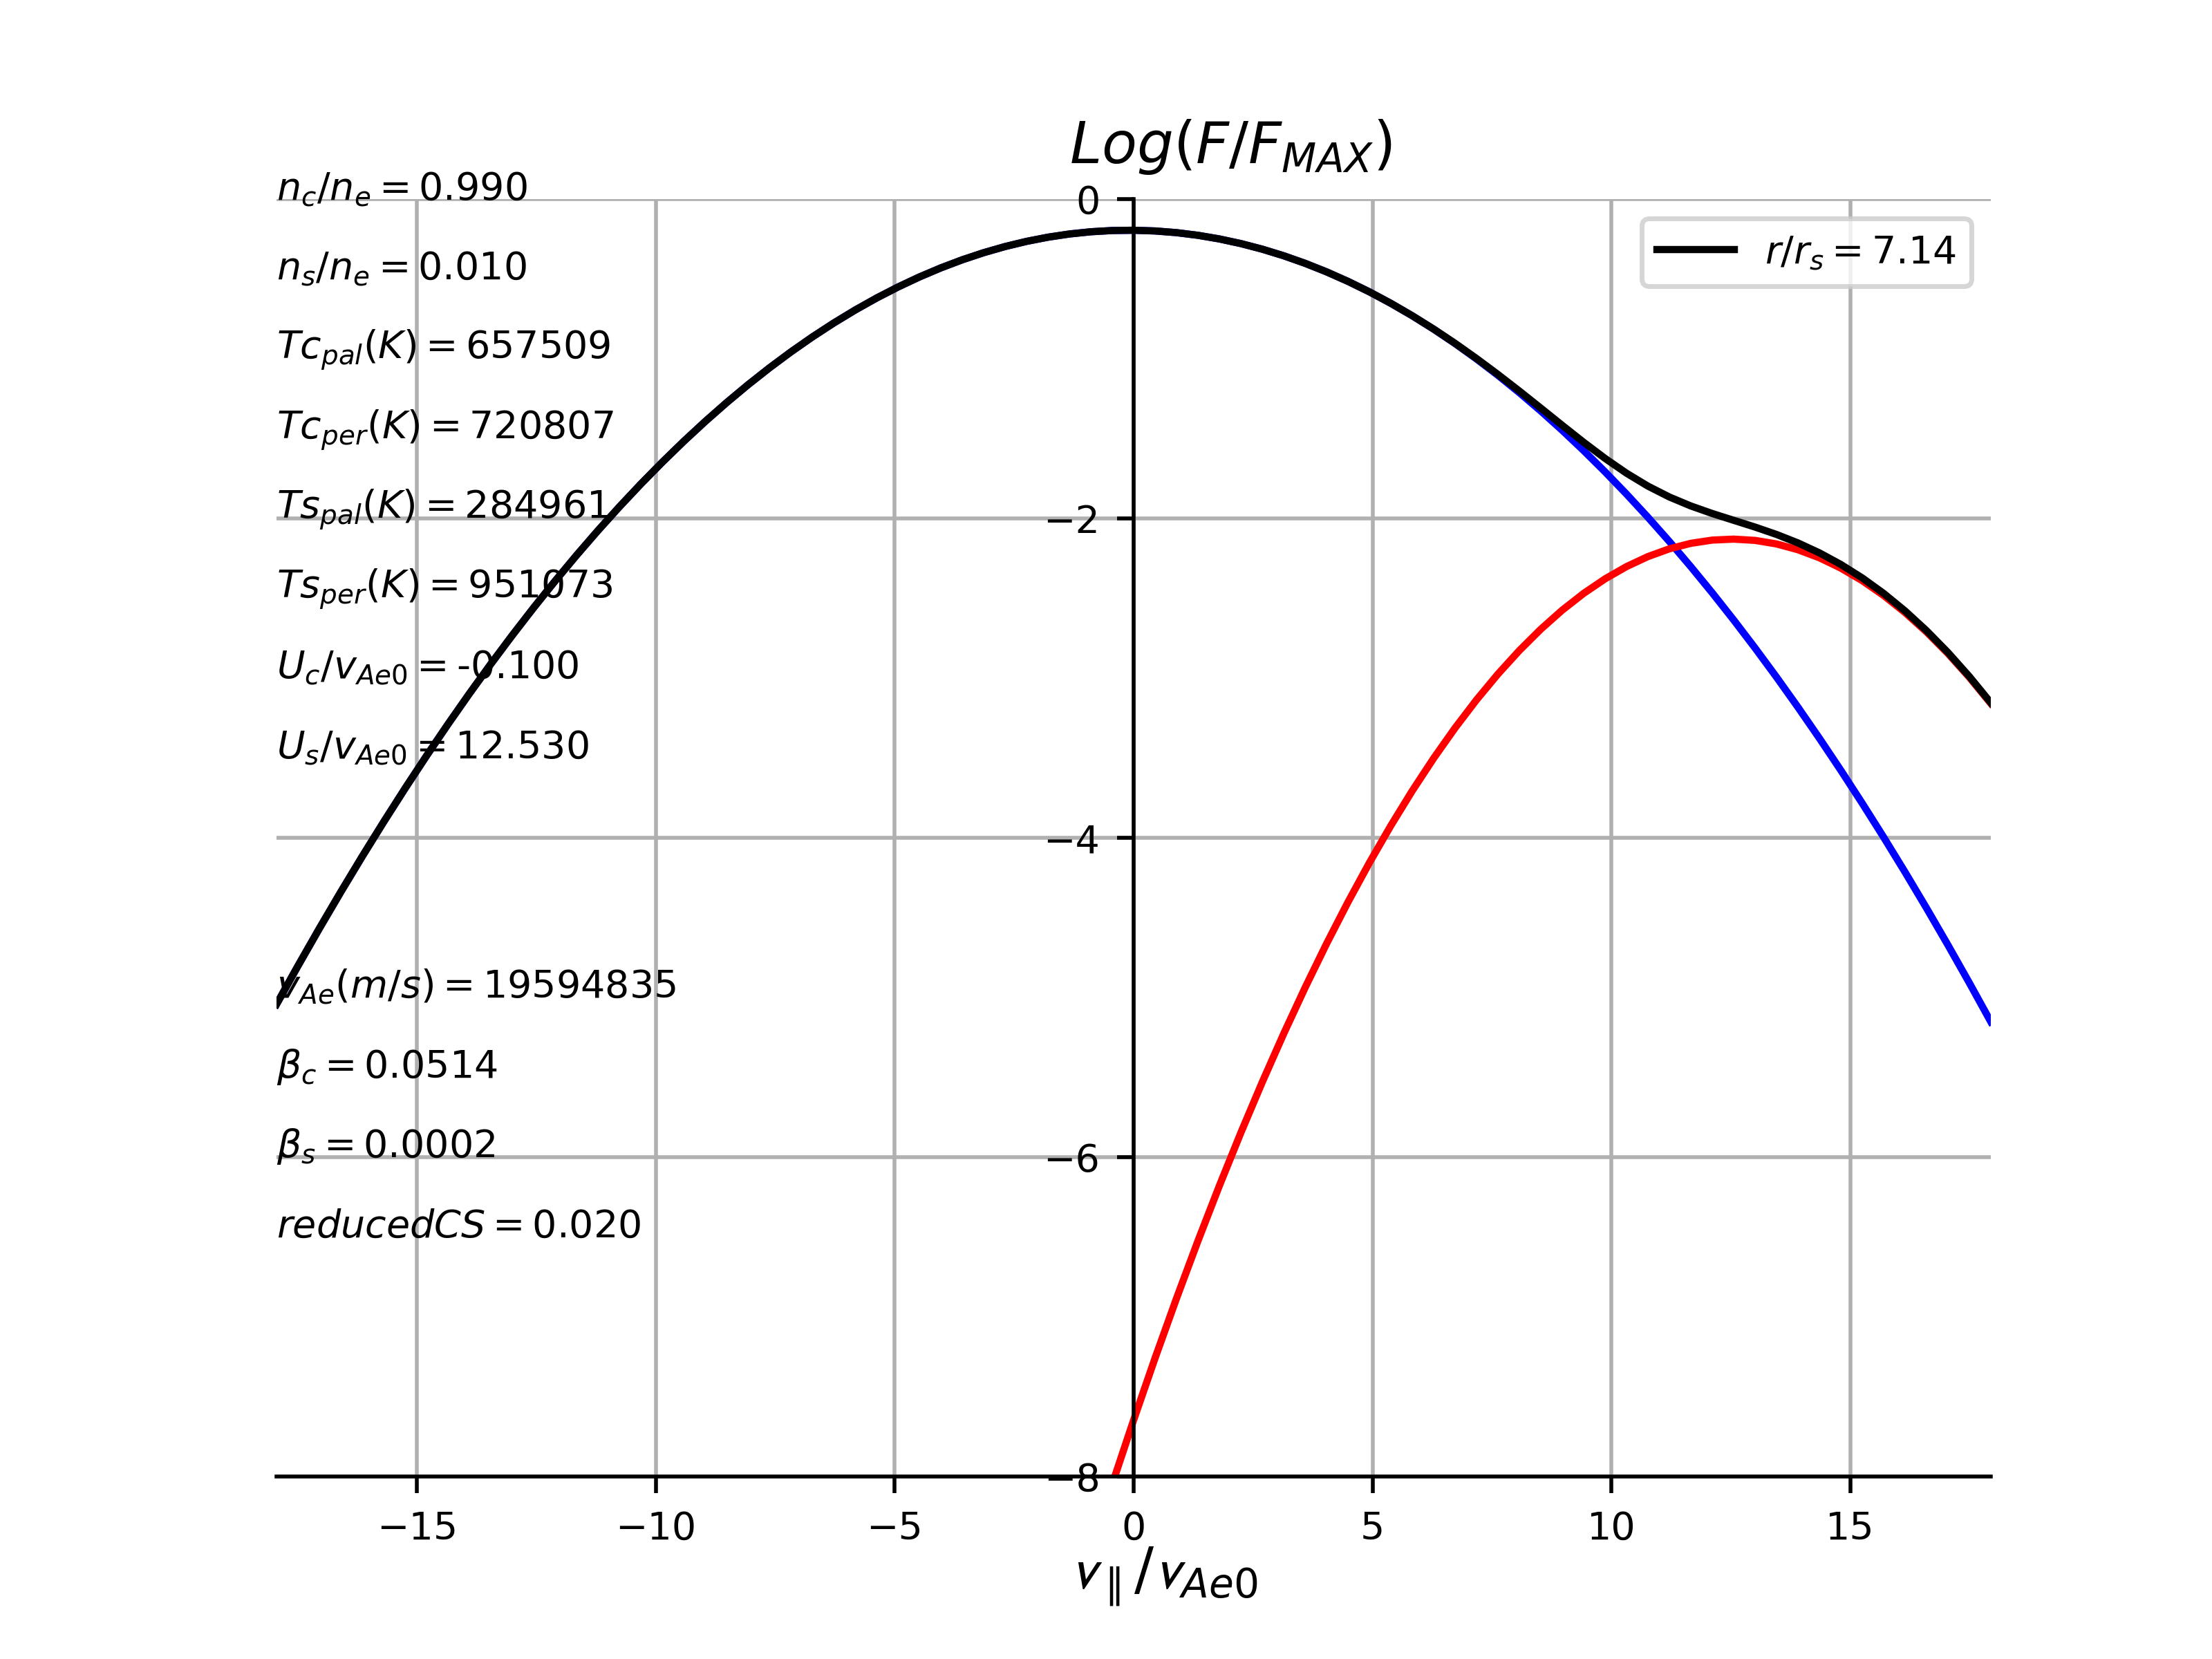 Log(F/F_MAX)
n_c/n_e = 0.990
0
r/r_s = 7.14
n_s/n_e = 0.010
Tc_pal(K) = 657509
Tc_per(K) = 720807
Ts_pal(K) = 284961
−2
Ts_per(K) = 951073
U_c/v_Ae0 = -0.100
U_s/v_Ae0 = 12.530
−4
v_Ae(m/s) = 19594835
β_c = 0.0514
β_s = 0.0002
−6
reducedCS = 0.020
−8
−15 −10 −5 0 5 10 15
v_∥/v_Ae0